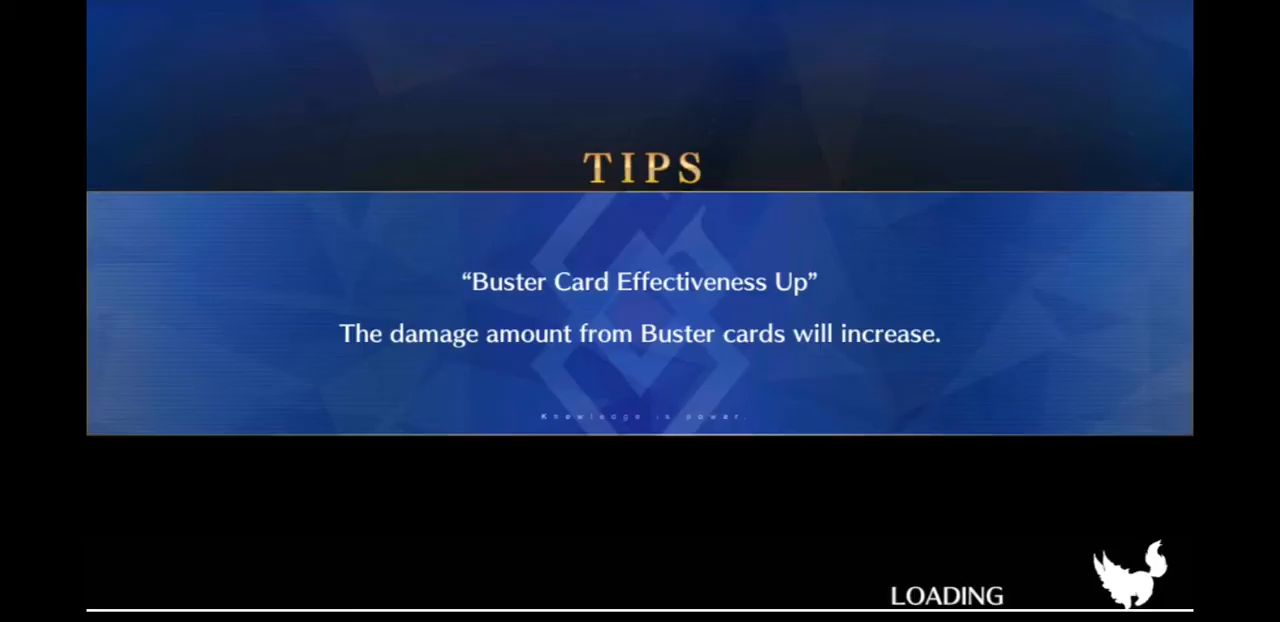 TIPS
“Buster Card Effectiveness Up”
The damage amount from Buster cards will increase.
Knowledge is power.
LOADING